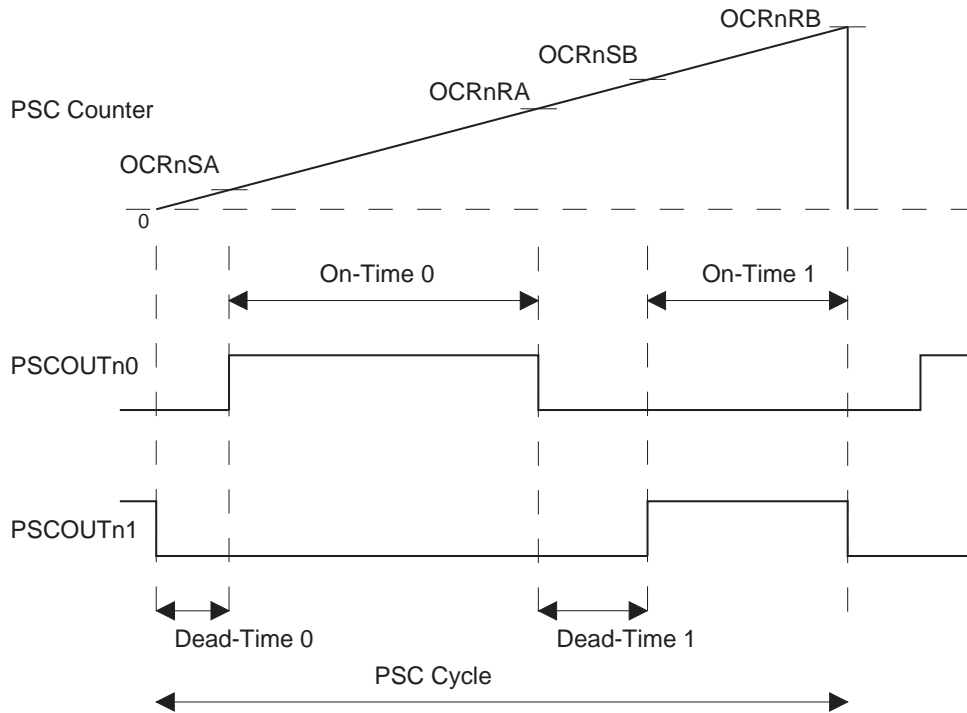 OCRnRB
OCRnSB
OCRnRA
PSC Counter
OCRnSA
0
On-Time 0
On-Time 1
PSCOUTn0
PSCOUTn1
Dead-Time 0
Dead-Time 1
PSC Cycle